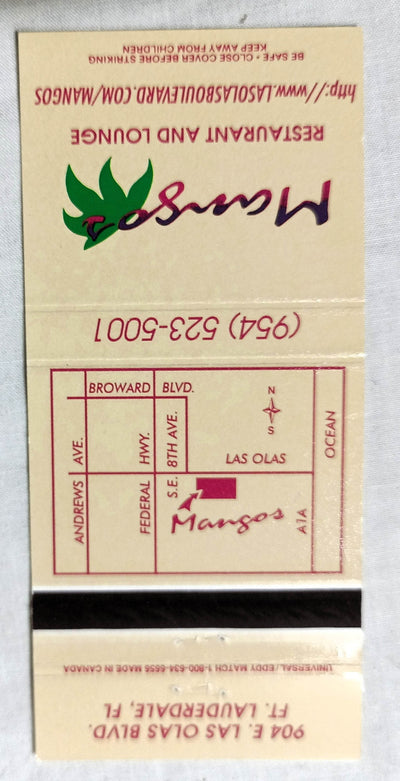 BE SAFE - CLOSE COVER BEFORE STRIKING
KEEP AWAY FROM CHILDREN
http://www.LASOLASBOULEVARD.COM/MANGOS
RESTAURANT AND LOUNGE
Mangos
(954) 523-5001
BROWARD BLVD.
N
S
ANDREWS AVE.
FEDERAL HWY.
S.E. 8TH AVE.
LAS OLAS
OCEAN
A1A
Mangos
UNIVERSAL/EDDY MATCH 1-800-634-6656 MADE IN CANADA
904 E. LAS OLAS BLVD.
FT. LAUDERDALE, FL